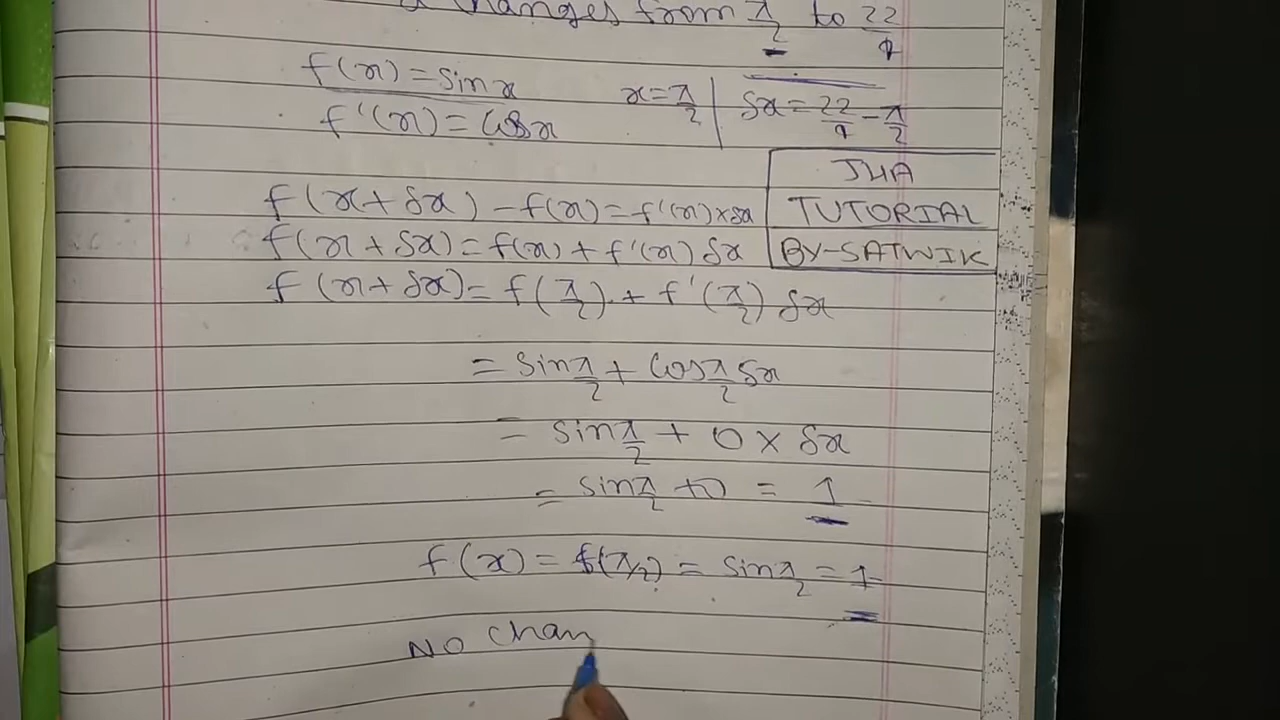 x changes from π/2 to 22/9
f(x) = sin x
x = π/2 | δx = 22/9 - π/2
f'(x) = Cos x
JHA
TUTORIAL
BY-SATWIK
f(x + δx) - f(x) = f'(x) × δx
f(x + δx) = f(x) + f'(x) δx
f(x + δx) = f(π/2) + f'(π/2) δx
= sin π/2 + Cos π/2 δx
= sin π/2 + 0 × δx
= sin π/2 + 0 = 1
f(x) = f(π/2) = sin π/2 = 1
NO Chan